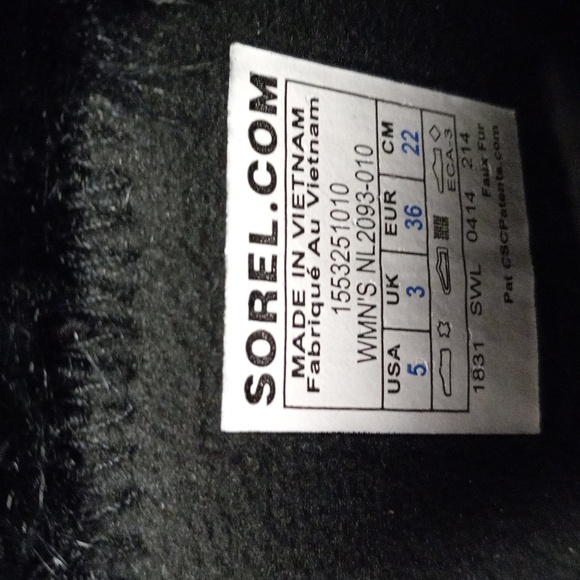 SOREL.COM
MADE IN VIETNAM
Fabriqué Au Vietnam
1553251010
WMN'S NL2093-010
USA UK EUR CM
5 3 36 22
ECA-3
1831 SWL 0414 214
Faux Fur
Pat CSCPatents.com